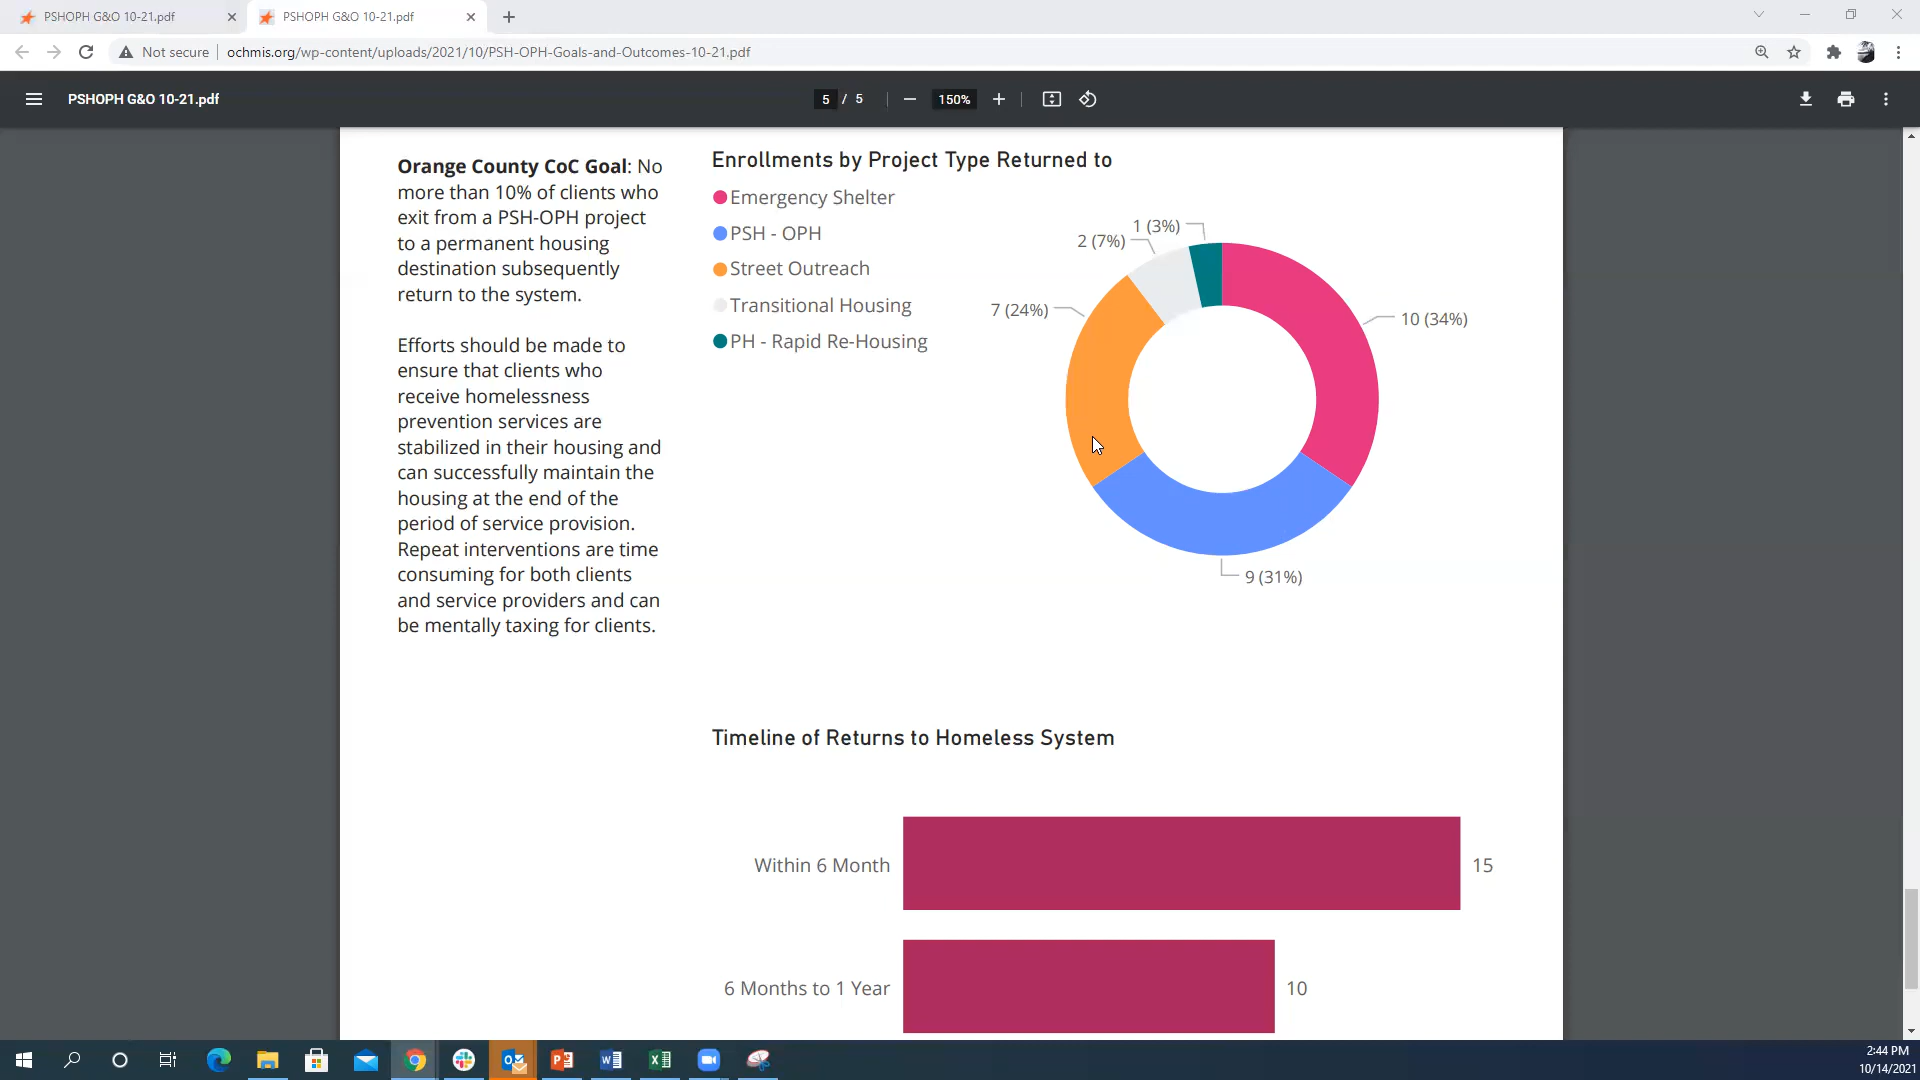 PSHOPH G&O 10-21.pdf
PSHOPH G&O 10-21.pdf
Not secure
ochmis.org/wp-content/uploads/2021/10/PSH-OPH-Goals-and-Outcomes-10-21.pdf
PSHOPH G&O 10-21.pdf
5 / 5
150%
Orange County CoC Goal: No
more than 10% of clients who
exit from a PSH-OPH project
to a permanent housing
destination subsequently
return to the system.
Efforts should be made to
ensure that clients who
receive homelessness
prevention services are
stabilized in their housing and
can successfully maintain the
housing at the end of the
period of service provision.
Repeat interventions are time
consuming for both clients
and service providers and can
be mentally taxing for clients.
Enrollments by Project Type Returned to
Emergency Shelter
PSH - OPH
Street Outreach
Transitional Housing
PH - Rapid Re-Housing
1 (3%)
2 (7%)
7 (24%)
10 (34%)
9 (31%)
Timeline of Returns to Homeless System
Within 6 Month
15
6 Months to 1 Year
10
2:44 PM
10/14/2021